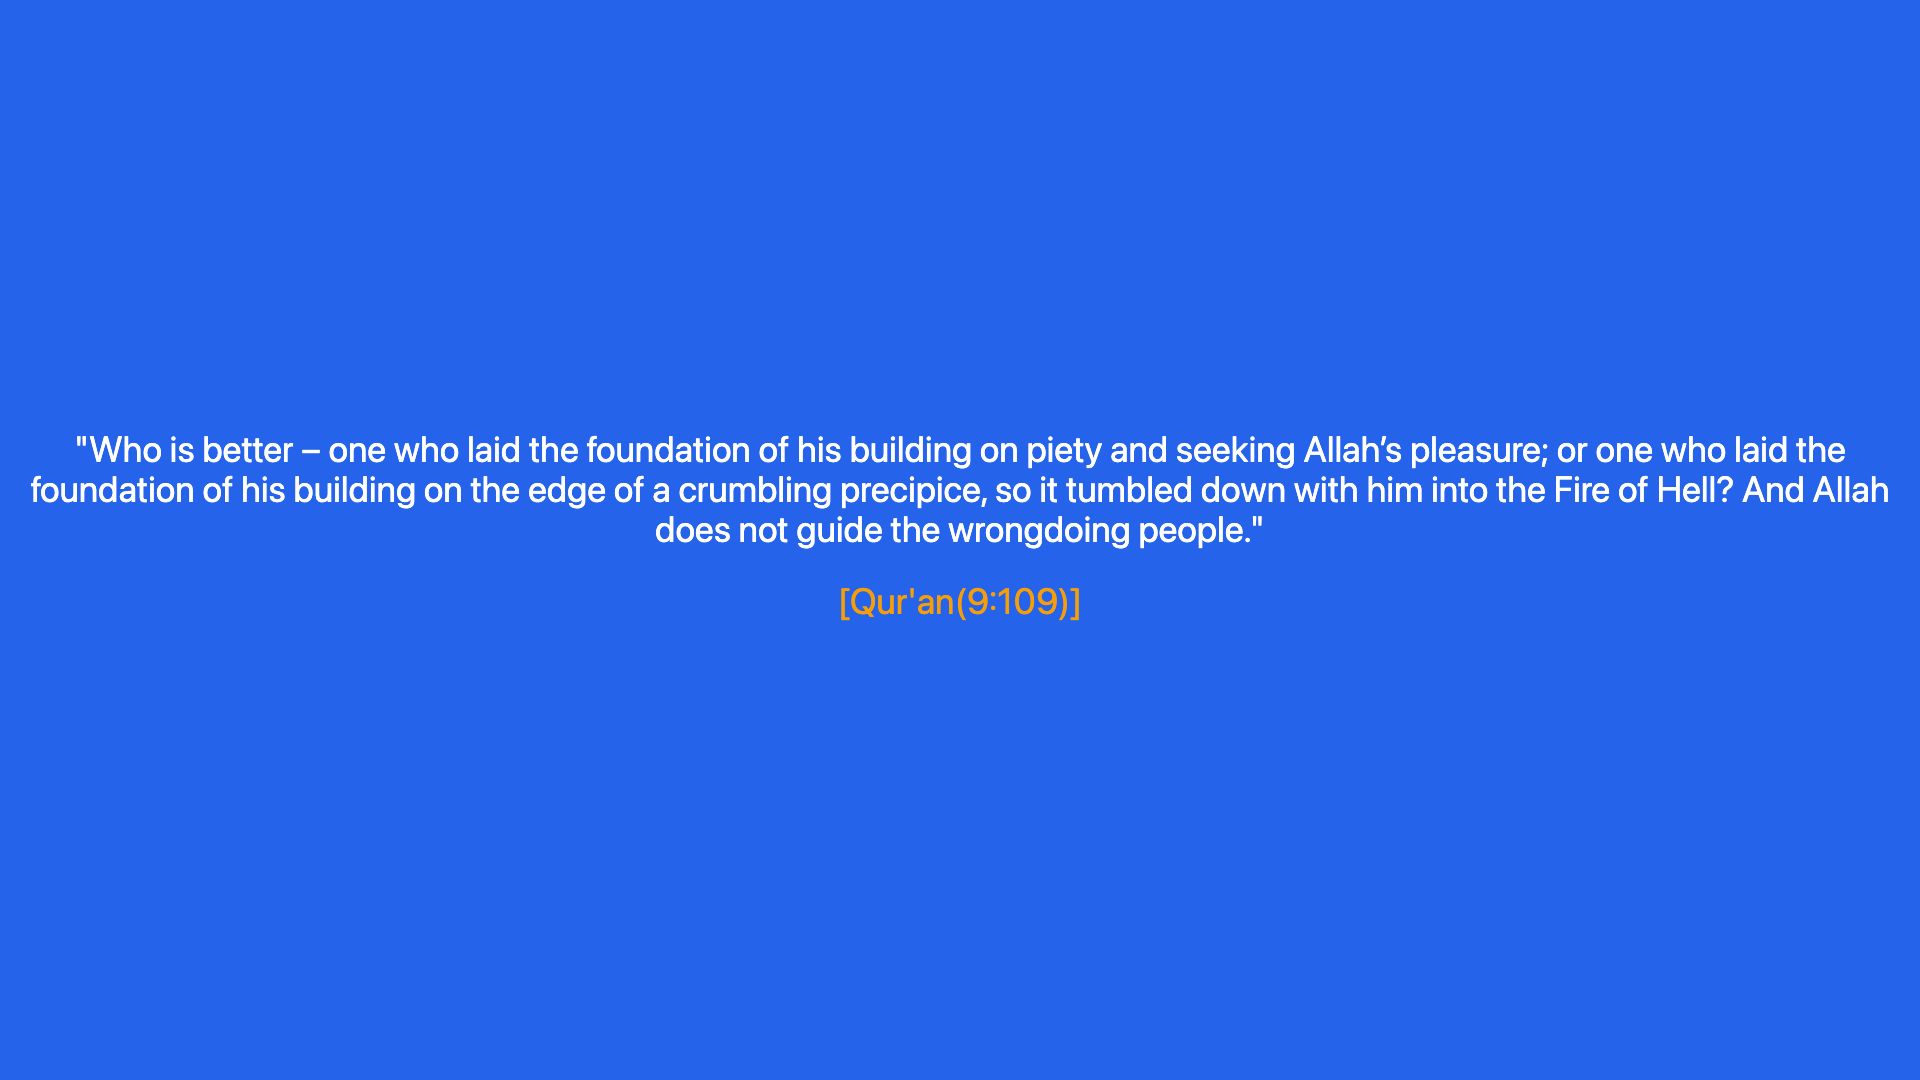 "Who is better – one who laid the foundation of his building on piety and seeking Allah’s pleasure; or one who laid the
foundation of his building on the edge of a crumbling precipice, so it tumbled down with him into the Fire of Hell? And Allah
does not guide the wrongdoing people."
[Qur'an(9:109)]